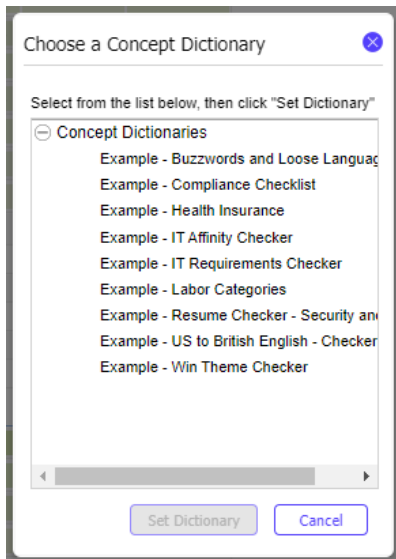 Choose a Concept Dictionary
Select from the list below, then click "Set Dictionary"
Concept Dictionaries
Example - Buzzwords and Loose Languag
Example - Compliance Checklist
Example - Health Insurance
Example - IT Affinity Checker
Example - IT Requirements Checker
Example - Labor Categories
Example - Resume Checker - Security and
Example - US to British English - Checker
Example - Win Theme Checker
Set Dictionary
Cancel